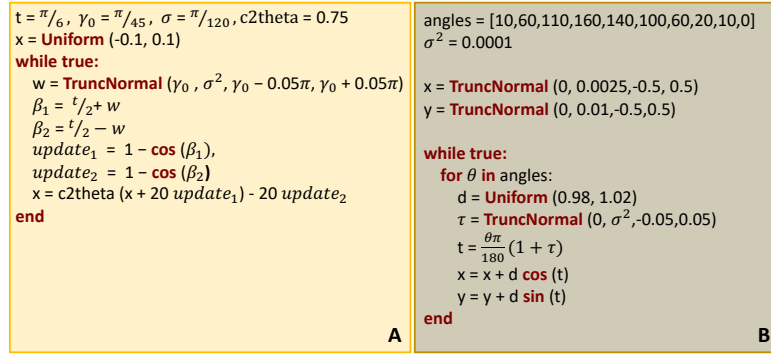 t = π/6, γ₀ = π/45, σ = π/120, c2theta = 0.75
x = Uniform (-0.1, 0.1)
while true:
w = TruncNormal (γ₀ , σ², γ₀ − 0.05π, γ₀ + 0.05π)
β₁ = t/2 + w
β₂ = t/2 − w
update₁ = 1 − cos (β₁),
update₂ = 1 − cos (β₂)
x = c2theta (x + 20 update₁) - 20 update₂
end
A
angles = [10,60,110,160,140,100,60,20,10,0]
σ² = 0.0001
x = TruncNormal (0, 0.0025,-0.5, 0.5)
y = TruncNormal (0, 0.01,-0.5,0.5)
while true:
for θ in angles:
d = Uniform (0.98, 1.02)
τ = TruncNormal (0, σ²,-0.05,0.05)
t = θπ/180 (1 + τ)
x = x + d cos (t)
y = y + d sin (t)
end
B